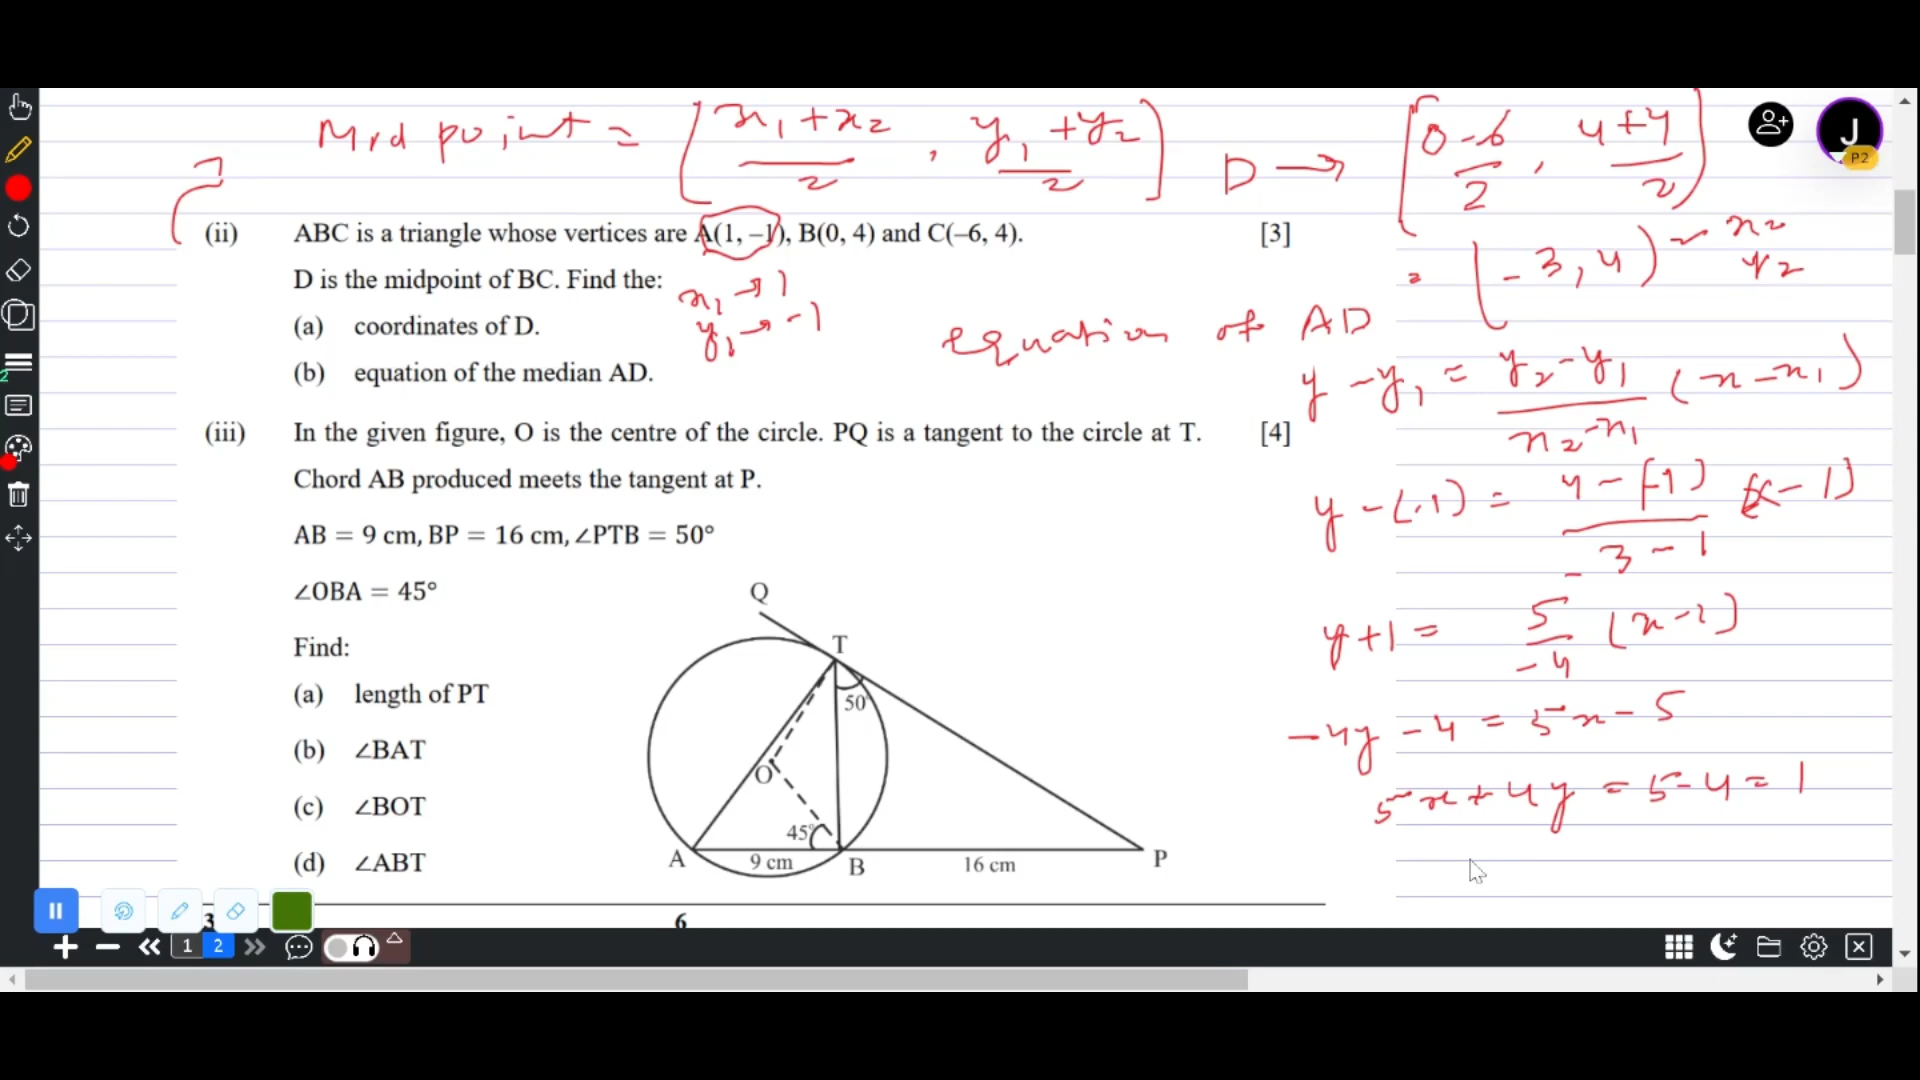 Mid point = [x₁+x₂/2, y₁+y₂/2] D → [0-6/2, 4+4/2]
(ii) ABC is a triangle whose vertices are A(1, –1), B(0, 4) and C(–6, 4). [3]
= (-3, 4) x₂ y₂
D is the midpoint of BC. Find the:
x₁ → 1
(a) coordinates of D.
y₁ → -1
equation of AD
(b) equation of the median AD.
y - y₁ = y₂-y₁/x₂-x₁ (x-x₁)
(iii) In the given figure, O is the centre of the circle. PQ is a tangent to the circle at T. [4]
Chord AB produced meets the tangent at P.
y - (-1) = 4-(-1)/-3-1 (x-1)
AB = 9 cm, BP = 16 cm, ∠PTB = 50°
∠OBA = 45°
Q
y+1 = 5/-4 (x-1)
Find:
T
(a) length of PT
50°
-4y - 4 = 5x - 5
(b) ∠BAT
O
5x + 4y = 5-4 = 1
(c) ∠BOT
45°
(d) ∠ABT
A 9 cm B 16 cm P
3 6
1 2
J
P2
2